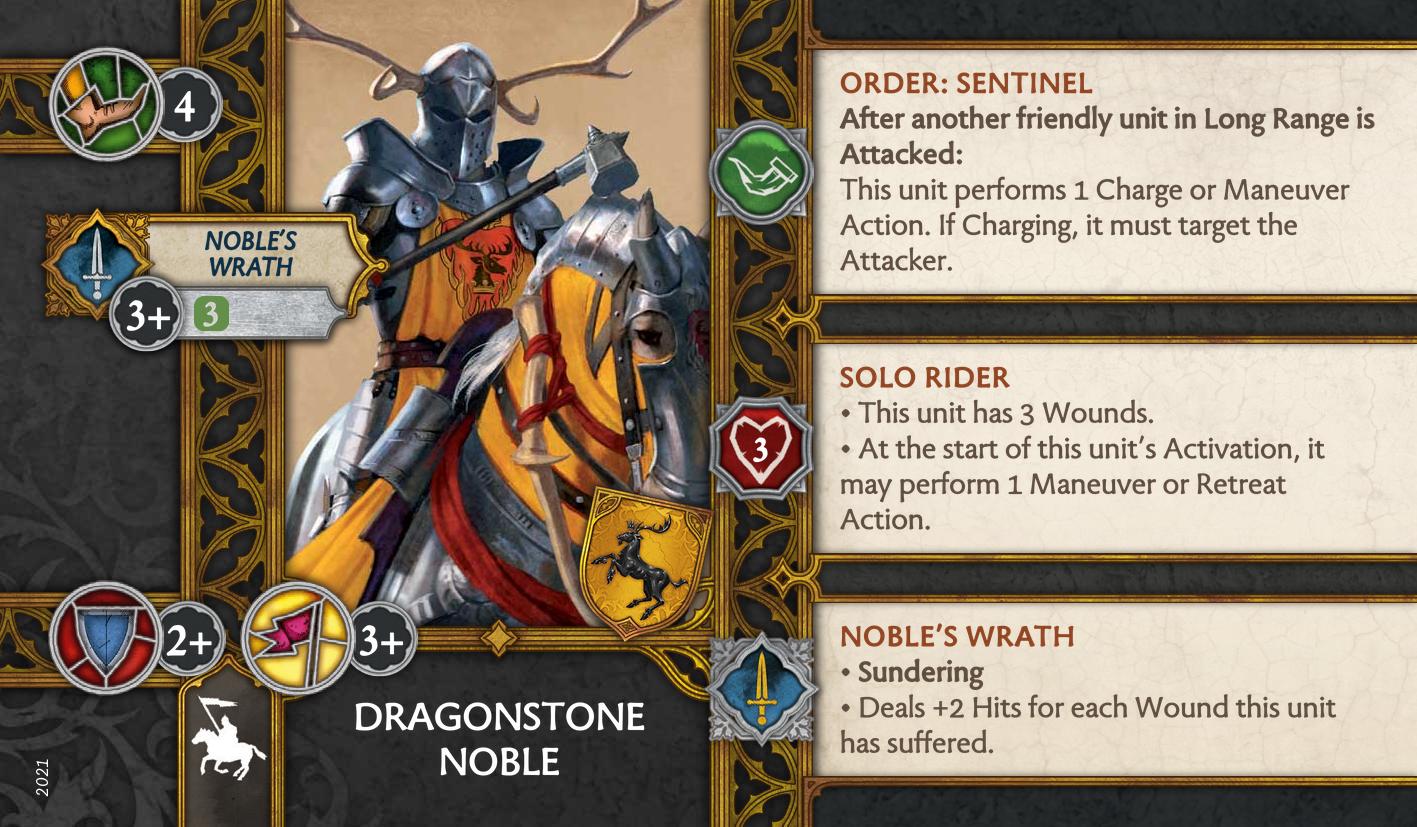 4
NOBLE'S
WRATH
3+
3
2+
3+
DRAGONSTONE
NOBLE
2021
ORDER: SENTINEL
After another friendly unit in Long Range is
Attacked:
This unit performs 1 Charge or Maneuver
Action. If Charging, it must target the
Attacker.
3
SOLO RIDER
• This unit has 3 Wounds.
• At the start of this unit's Activation, it
may perform 1 Maneuver or Retreat
Action.
NOBLE'S WRATH
• Sundering
• Deals +2 Hits for each Wound this unit
has suffered.